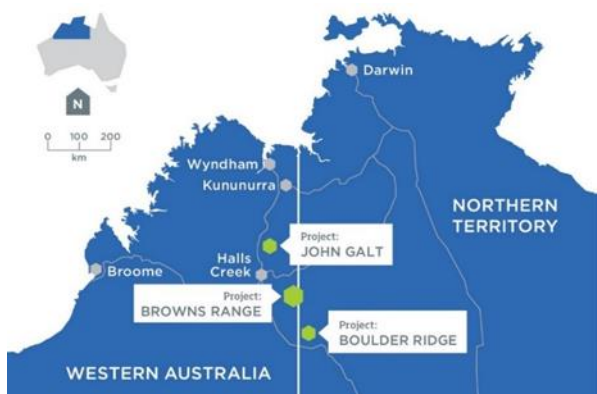 Darwin
N
0 100 200
km
Wyndham
Kununurra
NORTHERN
TERRITORY
Project:
JOHN GALT
Halls
Creek
Broome
Project:
BROWNS RANGE
Project:
BOULDER RIDGE
WESTERN AUSTRALIA